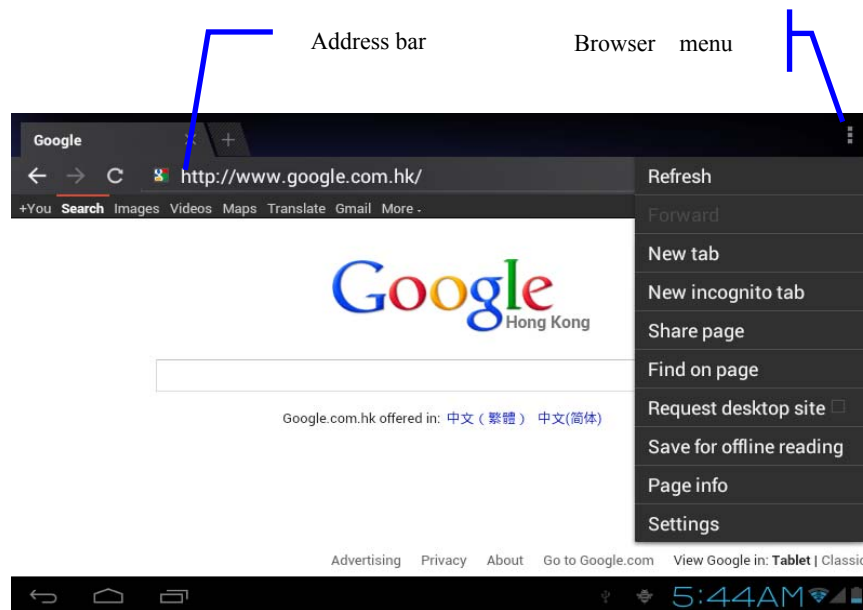 Address bar Browser menu
Google
http://www.google.com.hk/
+You Search Images Videos Maps Translate Gmail More
Refresh
Forward
New tab
New incognito tab
Share page
Find on page
Request desktop site
Save for offline reading
Page info
Settings
Google
Hong Kong
Google.com.hk offered in: 中文（繁體） 中文(简体)
Advertising Privacy About Go to Google.com View Google in: Tablet | Classic
5:44AM